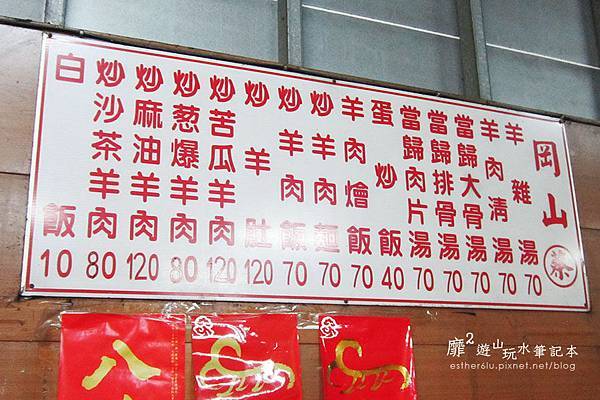 岡山
羊雜湯 70
羊肉清湯 70
當歸大骨湯 70
當歸排骨湯 70
當歸肉片湯 70
蛋炒飯 40
羊肉燴飯 70
炒羊肉麵 70
炒羊肉飯 70
炒羊肚 120
炒苦瓜羊肉 120
炒葱爆羊肉 80
炒麻油羊肉 120
炒沙茶羊肉 80
白飯 10
八
靡2遊山玩水筆記本
esther6lu.pixnet.net/blog